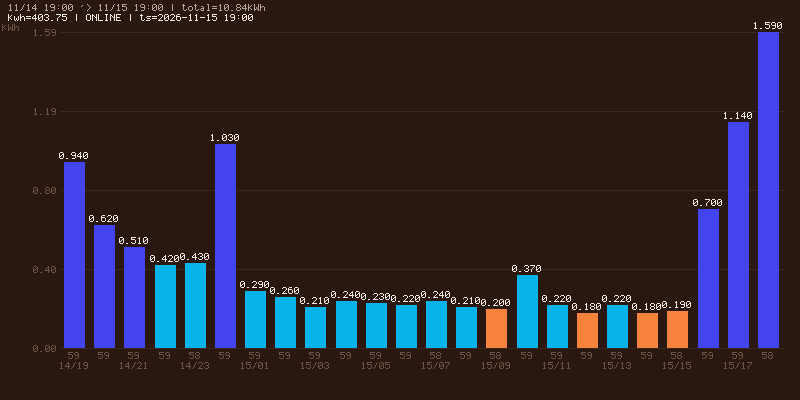 11/14 19:00 -> 11/15 19:00 | total=10.84kWh
Kwh=403.75 | ONLINE | ts=2026-11-15 19:00
kWh
1.59
1.19
0.80
0.40
0.00
0.940 0.620 0.510 0.420 0.430 1.030 0.290 0.260 0.210 0.240 0.230 0.220 0.240 0.210 0.200 0.370 0.220 0.180 0.220 0.180 0.190 0.700 1.140 1.590
59 59 59 59 58 59 59 59 59 59 59 59 58 59 59 59 59 59 59 59 58 59 59 58
14/19 14/21 14/23 15/01 15/03 15/05 15/07 15/09 15/11 15/13 15/15 15/17